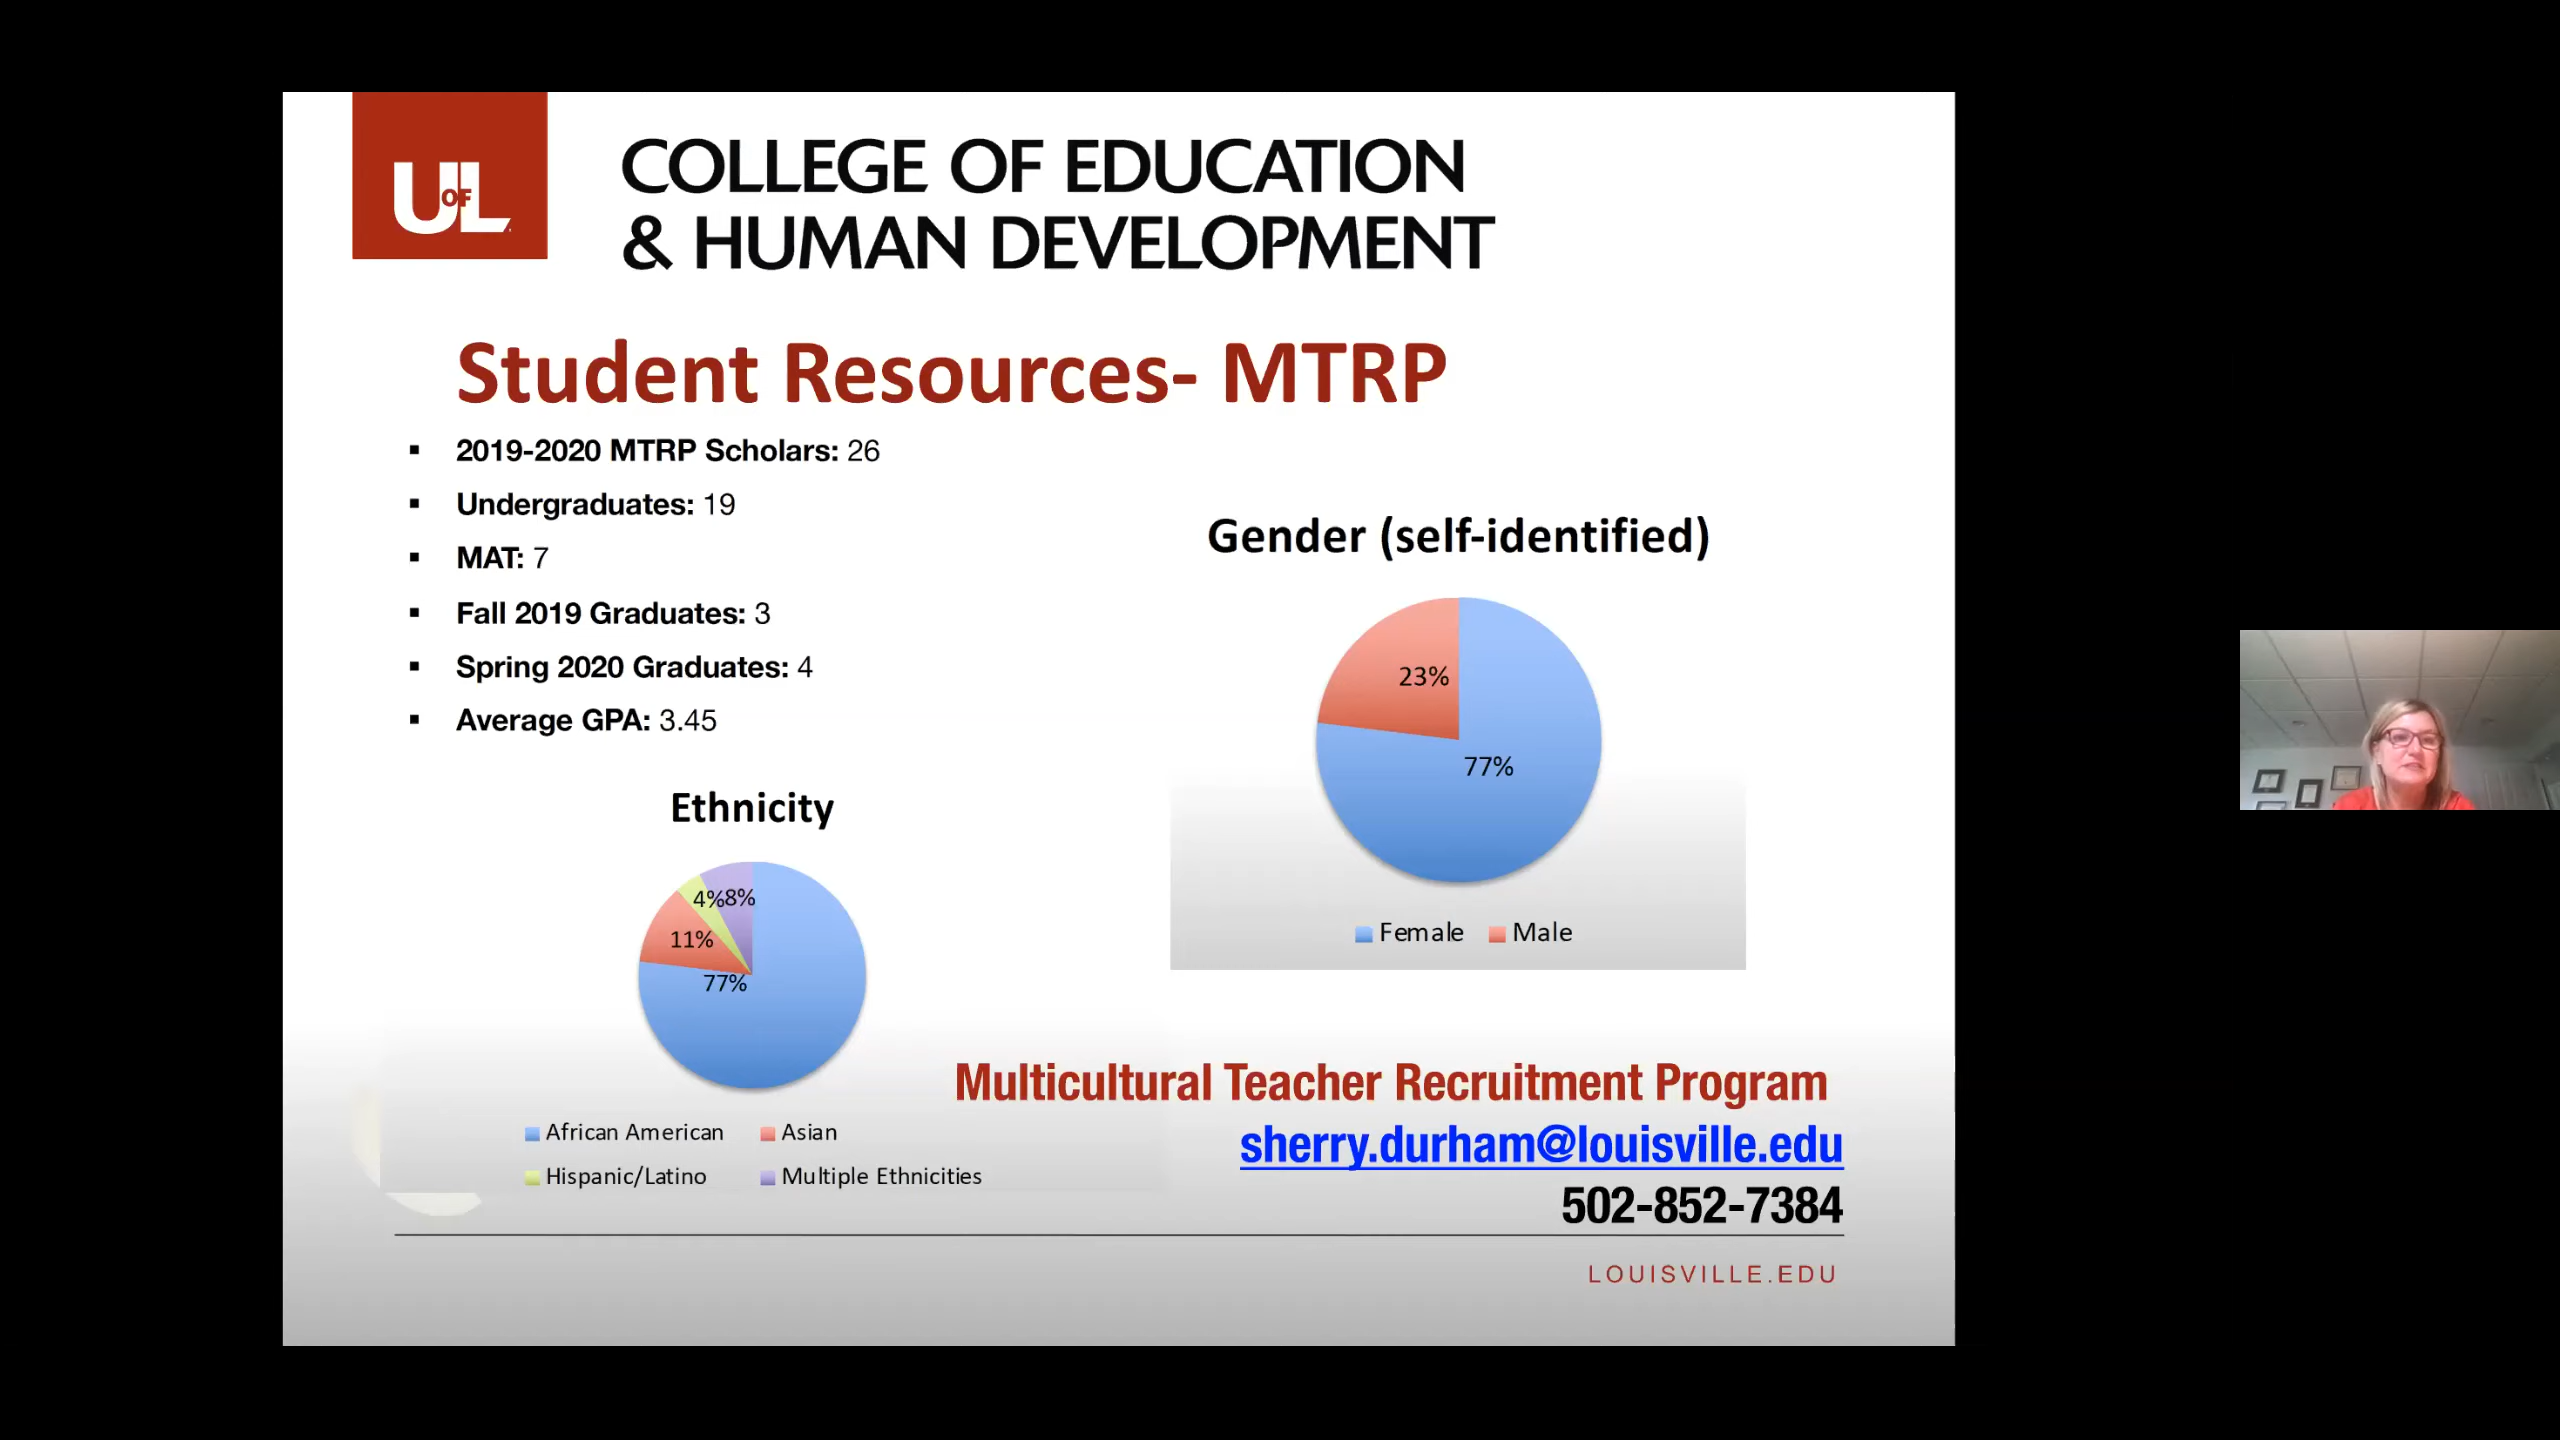 UofL
COLLEGE OF EDUCATION
& HUMAN DEVELOPMENT
Student Resources- MTRP
▪ 2019-2020 MTRP Scholars: 26
▪ Undergraduates: 19
▪ MAT: 7
▪ Fall 2019 Graduates: 3
▪ Spring 2020 Graduates: 4
▪ Average GPA: 3.45
Gender (self-identified)
23%
77%
Female Male
Ethnicity
4% 8%
11%
77%
African American Asian
Hispanic/Latino Multiple Ethnicities
Multicultural Teacher Recruitment Program
sherry.durham@louisville.edu
502-852-7384
LOUISVILLE.EDU